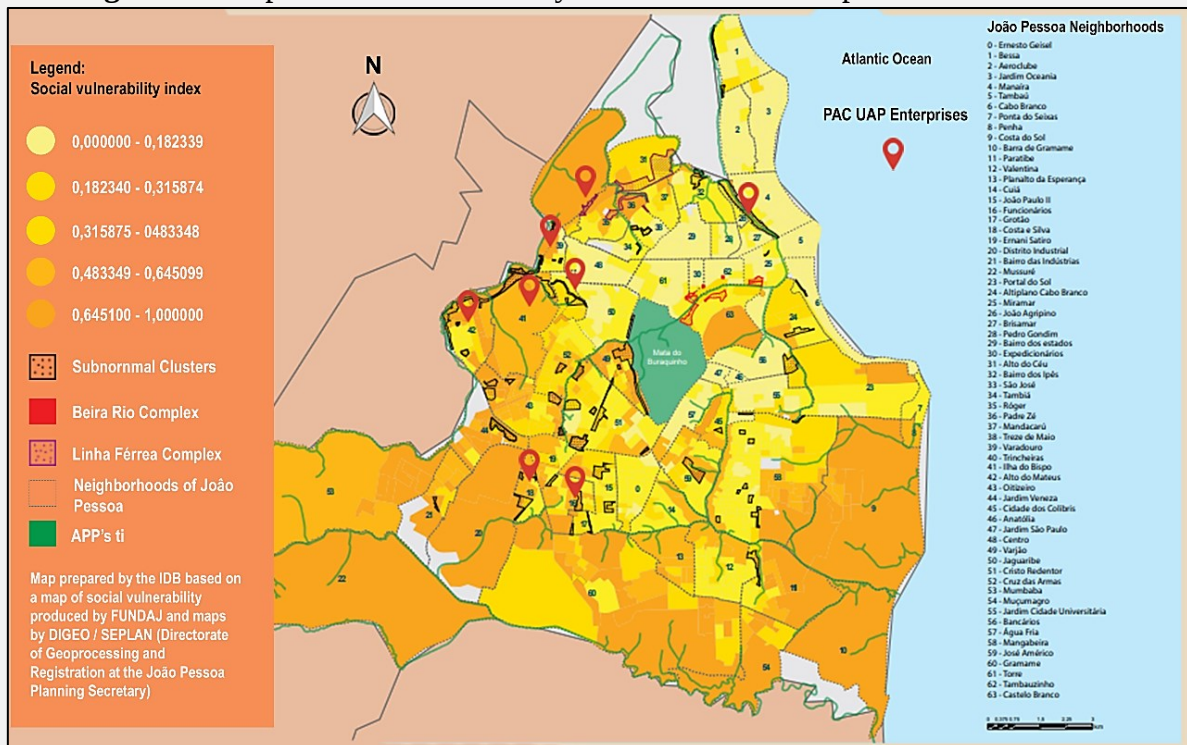 Legend:
Social vulnerability index
0,000000 - 0,182339
0,182340 - 0,315874
0,315875 - 0483348
0,483349 - 0,645099
0,645100 - 1,000000
Subnornmal Clusters
Beira Rio Complex
Linha Férrea Complex
Neighborhoods of João
Pessoa
APP's ti
Map prepared by the IDB based on
a map of social vulnerability
produced by FUNDAJ and maps
by DIGEO / SEPLAN (Directorate
of Geoprocessing and
Registration at the João Pessoa
Planning Secretary)
N
Mata do
Buraquinho
Atlantic Ocean
PAC UAP Enterprises
João Pessoa Neighborhoods
0 - Ernesto Geisel
1 - Bessa
2 - Aeroclube
3 - Jardim Oceania
4 - Manaíra
5 - Tambaú
6 - Cabo Branco
7 - Ponta do Seixas
8 - Penha
9 - Costa do Sol
10 - Barra de Gramame
11 - Paratibe
12 - Valentina
13 - Planalto da Esperança
14 - Cuiá
15 - João Paulo II
16 - Funcionários
17 - Grotão
18 - Costa e Silva
19 - Ernani Satiro
20 - Distrito Industrial
21 - Bairro das Indústrias
22 - Mussuré
23 - Portal do Sol
24 - Altiplano Cabo Branco
25 - Miramar
26 - João Agripino
27 - Brisamar
28 - Pedro Gondim
29 - Bairro dos estados
30 - Expedicionários
31 - Alto do Céu
32 - Bairro dos Ipês
33 - São José
34 - Tambiá
35 - Róger
36 - Padre Zé
37 - Mandacarú
38 - Treze de Maio
39 - Varadouro
40 - Trincheiras
41 - Ilha do Bispo
42 - Alto do Mateus
43 - Oitizeiro
44 - Jardim Veneza
45 - Cidade dos Colibris
46 - Anatólia
47 - Jardim São Paulo
48 - Centro
49 - Varjão
50 - Jaguaribe
51 - Cristo Redentor
52 - Cruz das Armas
53 - Mumbaba
54 - Muçumagro
55 - Jardim Cidade Universitária
56 - Bancários
57 - Água Fria
58 - Mangabeira
59 - José Américo
60 - Gramame
61 - Torre
62 - Tambauzinho
63 - Castelo Branco